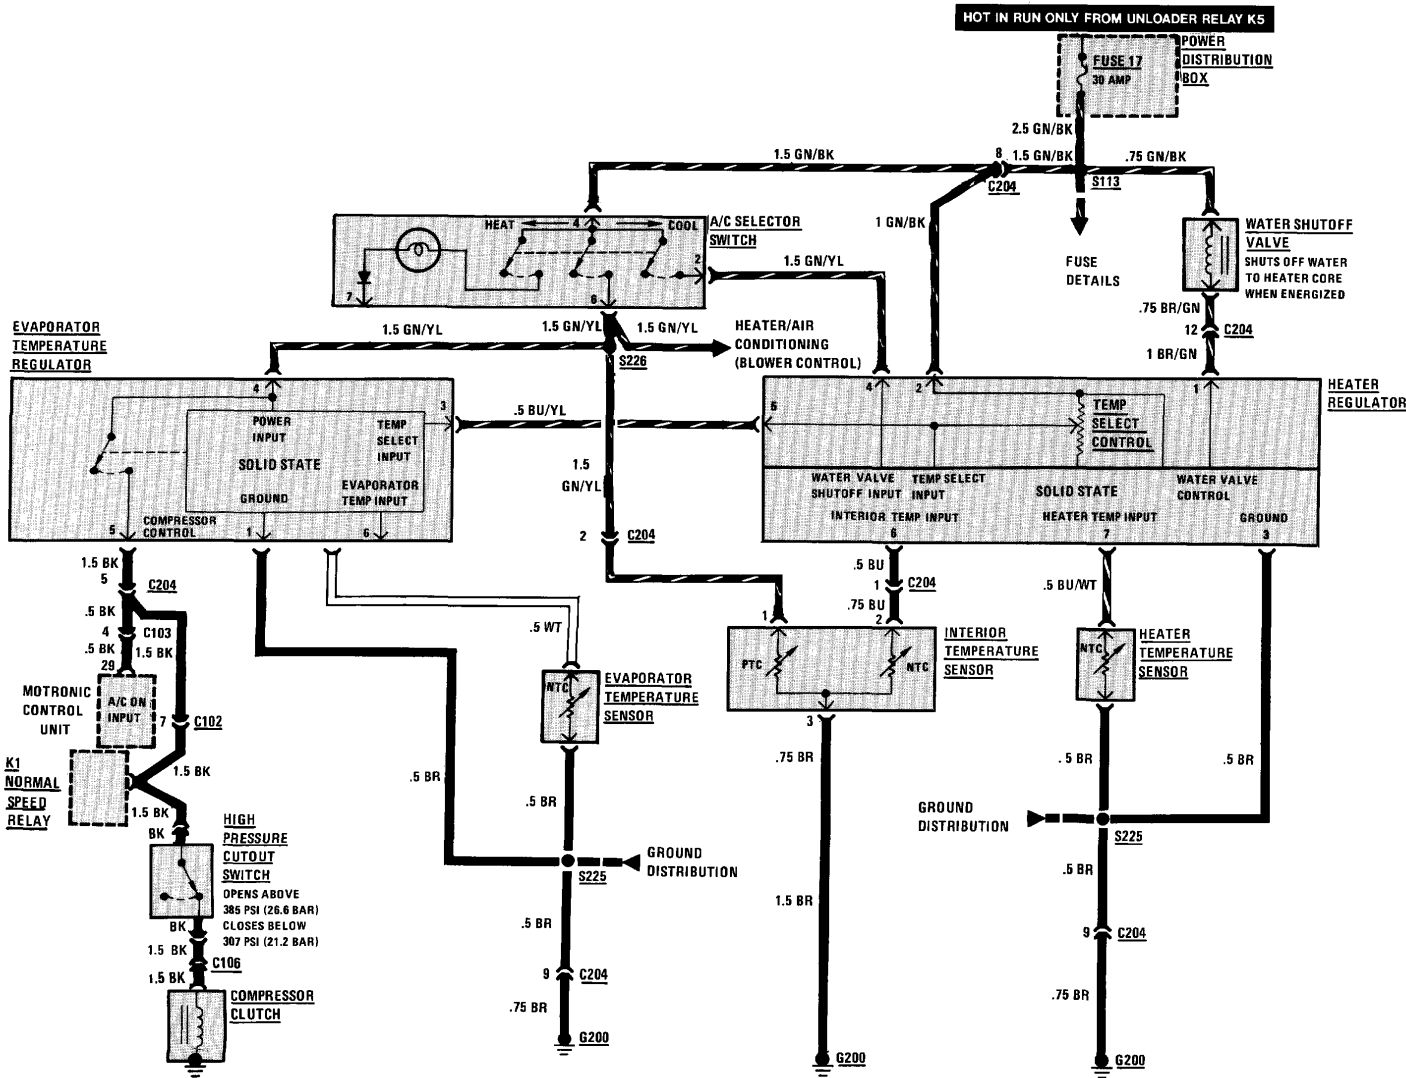 HOT IN RUN ONLY FROM UNLOADER RELAY K5
POWER
DISTRIBUTION
BOX
FUSE 17
30 AMP
2.5 GN/BK
1.5 GN/BK
8
1.5 GN/BK
.75 GN/BK
C204
S113
FUSE
DETAILS
1 GN/BK
WATER SHUTOFF
VALVE
SHUTS OFF WATER
TO HEATER CORE
WHEN ENERGIZED
.75 BR/GN
12
C204
1 BR/GN
A/C SELECTOR
SWITCH
HEAT
4
COOL
2
7
6
1.5 GN/YL
1.5 GN/YL
1.5 GN/YL
1.5 GN/YL
HEATER/AIR
CONDITIONING
(BLOWER CONTROL)
S226
EVAPORATOR
TEMPERATURE
REGULATOR
4
3
POWER
INPUT
TEMP
SELECT
INPUT
SOLID STATE
EVAPORATOR
TEMP INPUT
GROUND
COMPRESSOR
CONTROL
5
1
6
.5 BU/YL
1.5
GN/YL
2
C204
HEATER
REGULATOR
4
2
1
5
TEMP
SELECT
CONTROL
WATER VALVE
SHUTOFF INPUT
TEMP SELECT
INPUT
SOLID STATE
WATER VALVE
CONTROL
INTERIOR TEMP INPUT
HEATER TEMP INPUT
GROUND
6
7
3
1.5 BK
5
C204
.5 BK
4
C103
.5 BK
1.5 BK
29
MOTRONIC
CONTROL
UNIT
A/C ON
INPUT
7
C102
K1
NORMAL
SPEED
RELAY
1.5 BK
1.5 BK
BK
HIGH
PRESSURE
CUTOUT
SWITCH
OPENS ABOVE
385 PSI (26.6 BAR)
CLOSES BELOW
307 PSI (21.2 BAR)
BK
1.5 BK
C106
1.5 BK
COMPRESSOR
CLUTCH
.5 WT
NTC
EVAPORATOR
TEMPERATURE
SENSOR
.5 BR
.5 BR
GROUND
DISTRIBUTION
S225
.5 BR
9
C204
.75 BR
G200
.5 BU
1
C204
.75 BU
1
2
PTC
NTC
INTERIOR
TEMPERATURE
SENSOR
3
.75 BR
1.5 BR
G200
.5 BU/WT
NTC
HEATER
TEMPERATURE
SENSOR
.5 BR
.5 BR
GROUND
DISTRIBUTION
S225
.5 BR
9
C204
.75 BR
G200